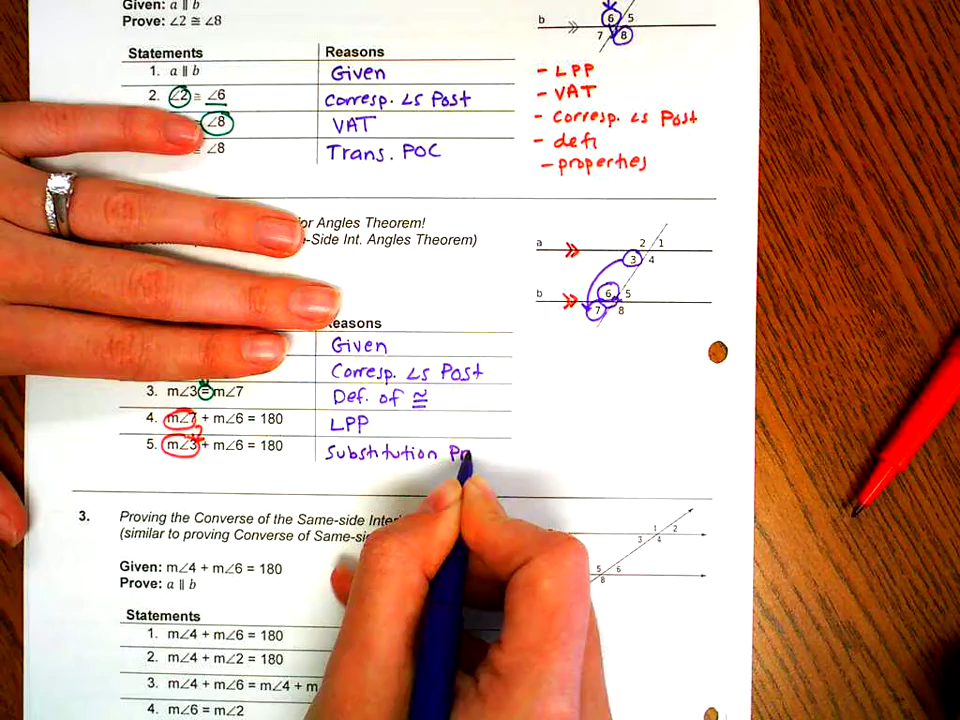 Given: a ∥ b
Prove: ∠2 ≅ ∠8
Statements Reasons
1. a ∥ b Given
2. ∠2 ≅ ∠6 Corresp. ∠s Post
∠8 VAT
≅ ∠8 Trans. POC
b 6 5
7 8
- LPP
- VAT
- Corresp. ∠s Post
- defn
- properties
Angles Theorem!
-Side Int. Angles Theorem)
a 2 1
3 4
b 6 5
7 8
Reasons
Given
Corresp. ∠s Post
3. m∠3 = m∠7 Def. of ≅
4. m∠7 + m∠6 = 180 LPP
5. m∠3 + m∠6 = 180 Substitution
3. Proving the Converse of the Same-side
(similar to proving Converse of
Given: m∠4 + m∠6 = 180
Prove: a ∥ b
1 2
3 4
5 6
8
Statements
1. m∠4 + m∠6 = 180
2. m∠4 + m∠2 = 180
3. m∠4 + m∠6 = m∠4 + m
4. m∠6 = m∠2